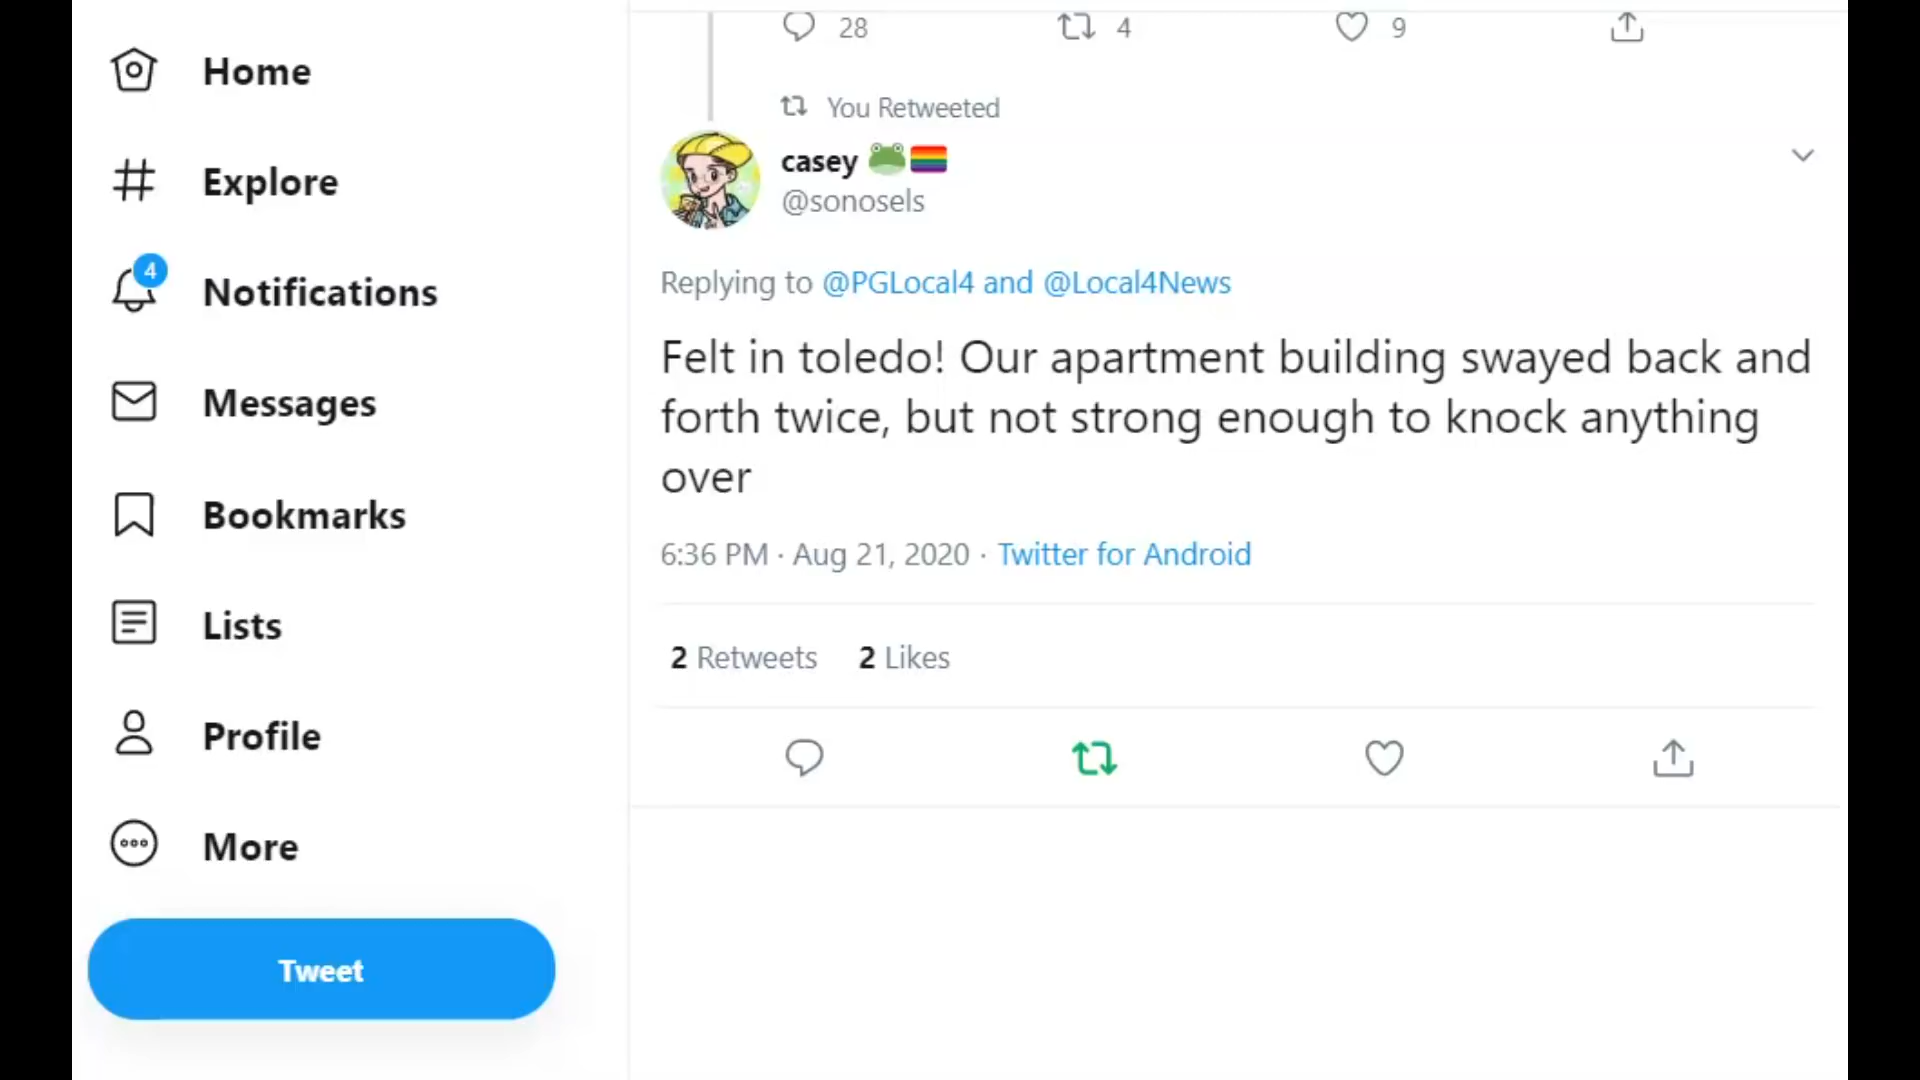 Home
Explore
4
Notifications
Messages
Bookmarks
Lists
Profile
More
Tweet
28 4 9
You Retweeted
casey 🐸🏳️‍🌈
@sonosels
Replying to @PGLocal4 and @Local4News
Felt in toledo! Our apartment building swayed back and
forth twice, but not strong enough to knock anything
over
6:36 PM · Aug 21, 2020 · Twitter for Android
2 Retweets 2 Likes